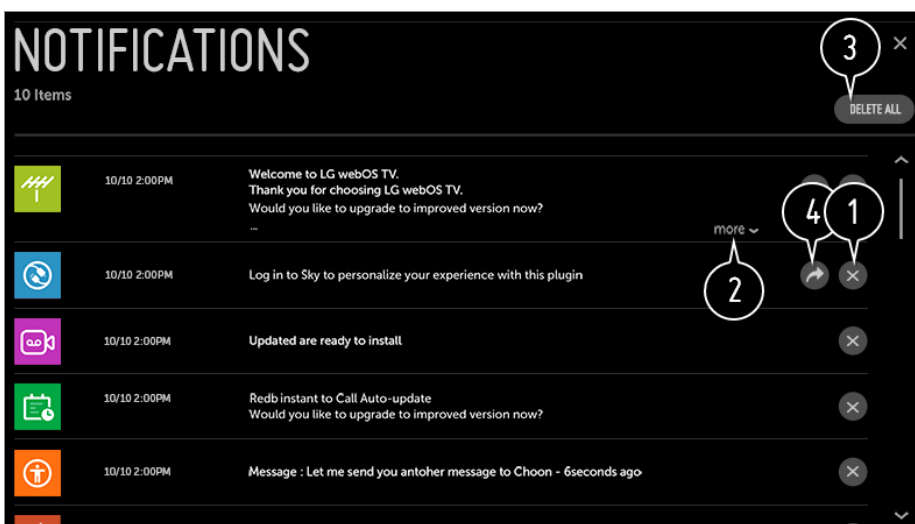 NOTIFICATIONS
3
10 Items
DELETE ALL
10/10 2:00PM
Welcome to LG webOS TV.
Thank you for choosing LG webOS TV.
Would you like to upgrade to improved version now?
...
more
4
1
10/10 2:00PM
Log in to Sky to personalize your experience with this plugin
2
10/10 2:00PM
Updated are ready to install
10/10 2:00PM
Redb instant to Call Auto-update
Would you like to upgrade to improved version now?
10/10 2:00PM
Message : Let me send you antoher message to Choon - 6seconds ago